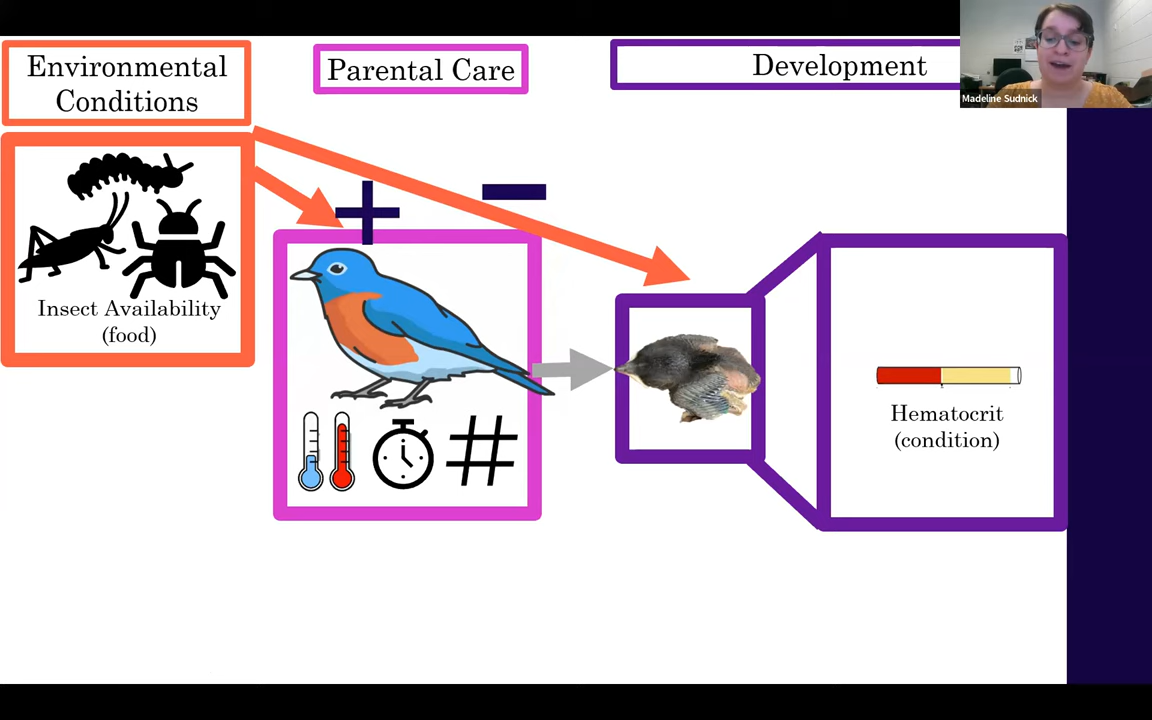 Environmental
Conditions
Parental Care
Development
Madeline Sudnick
Insect Availability
(food)
+
−
#
Hematocrit
(condition)